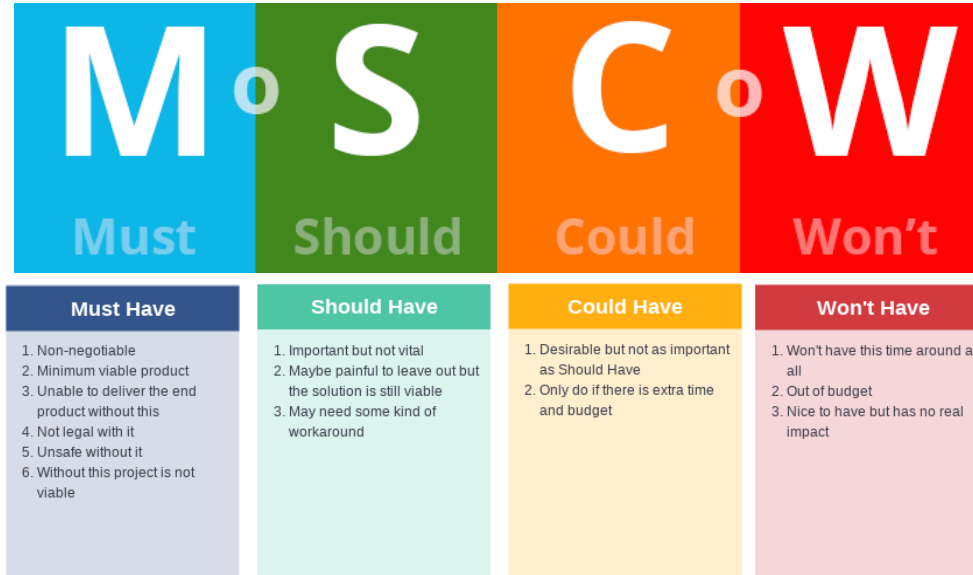 MoSCoW
Must Should Could Won't
Must Have
1. Non-negotiable
2. Minimum viable product
3. Unable to deliver the end
product without this
4. Not legal with it
5. Unsafe without it
6. Without this project is not
viable
Should Have
1. Important but not vital
2. Maybe painful to leave out but
the solution is still viable
3. May need some kind of
workaround
Could Have
1. Desirable but not as important
as Should Have
2. Only do if there is extra time
and budget
Won't Have
1. Won't have this time around
all
2. Out of budget
3. Nice to have but has no real
impact